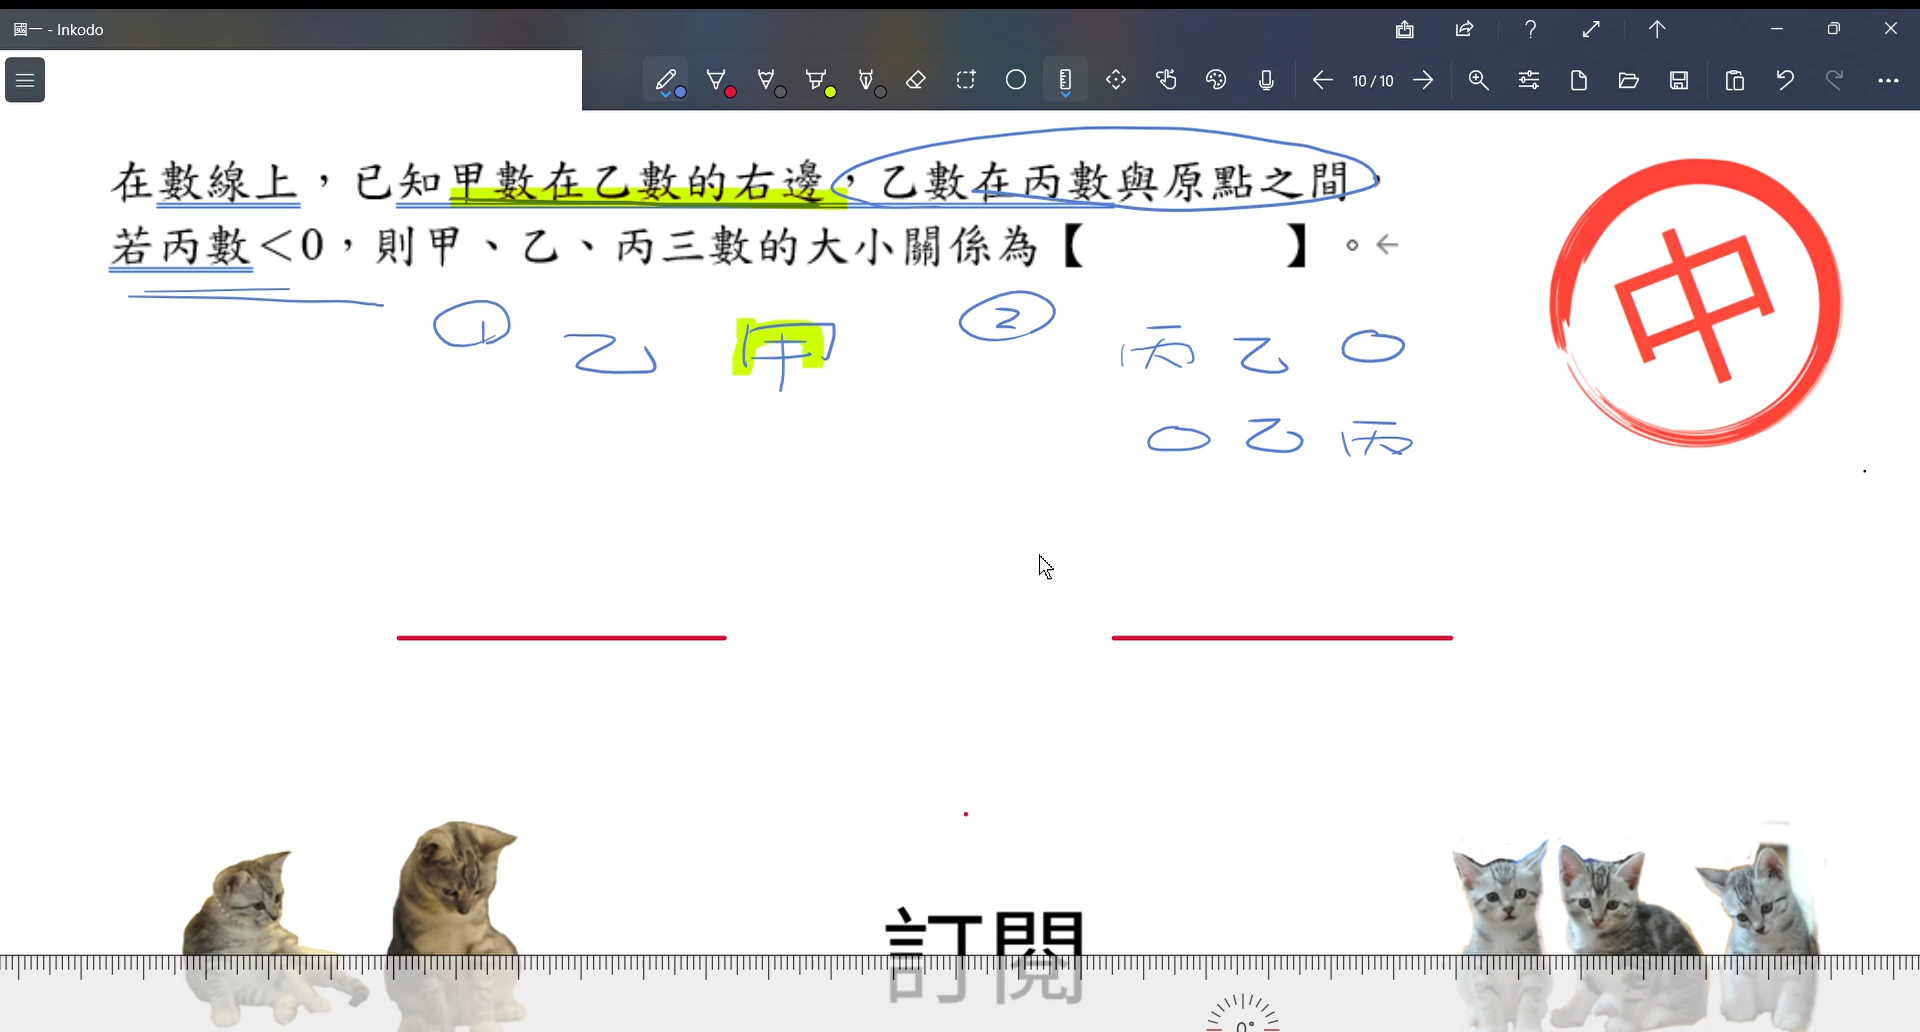 國一 - Inkodo
10 / 10
在數線上，已知甲數在乙數的右邊，乙數在丙數與原點之間，
若丙數＜0，則甲、乙、丙三數的大小關係為【　　　　】。←
① 乙 甲 ② 丙 乙 0
0 乙 丙
中
訂閱
0°